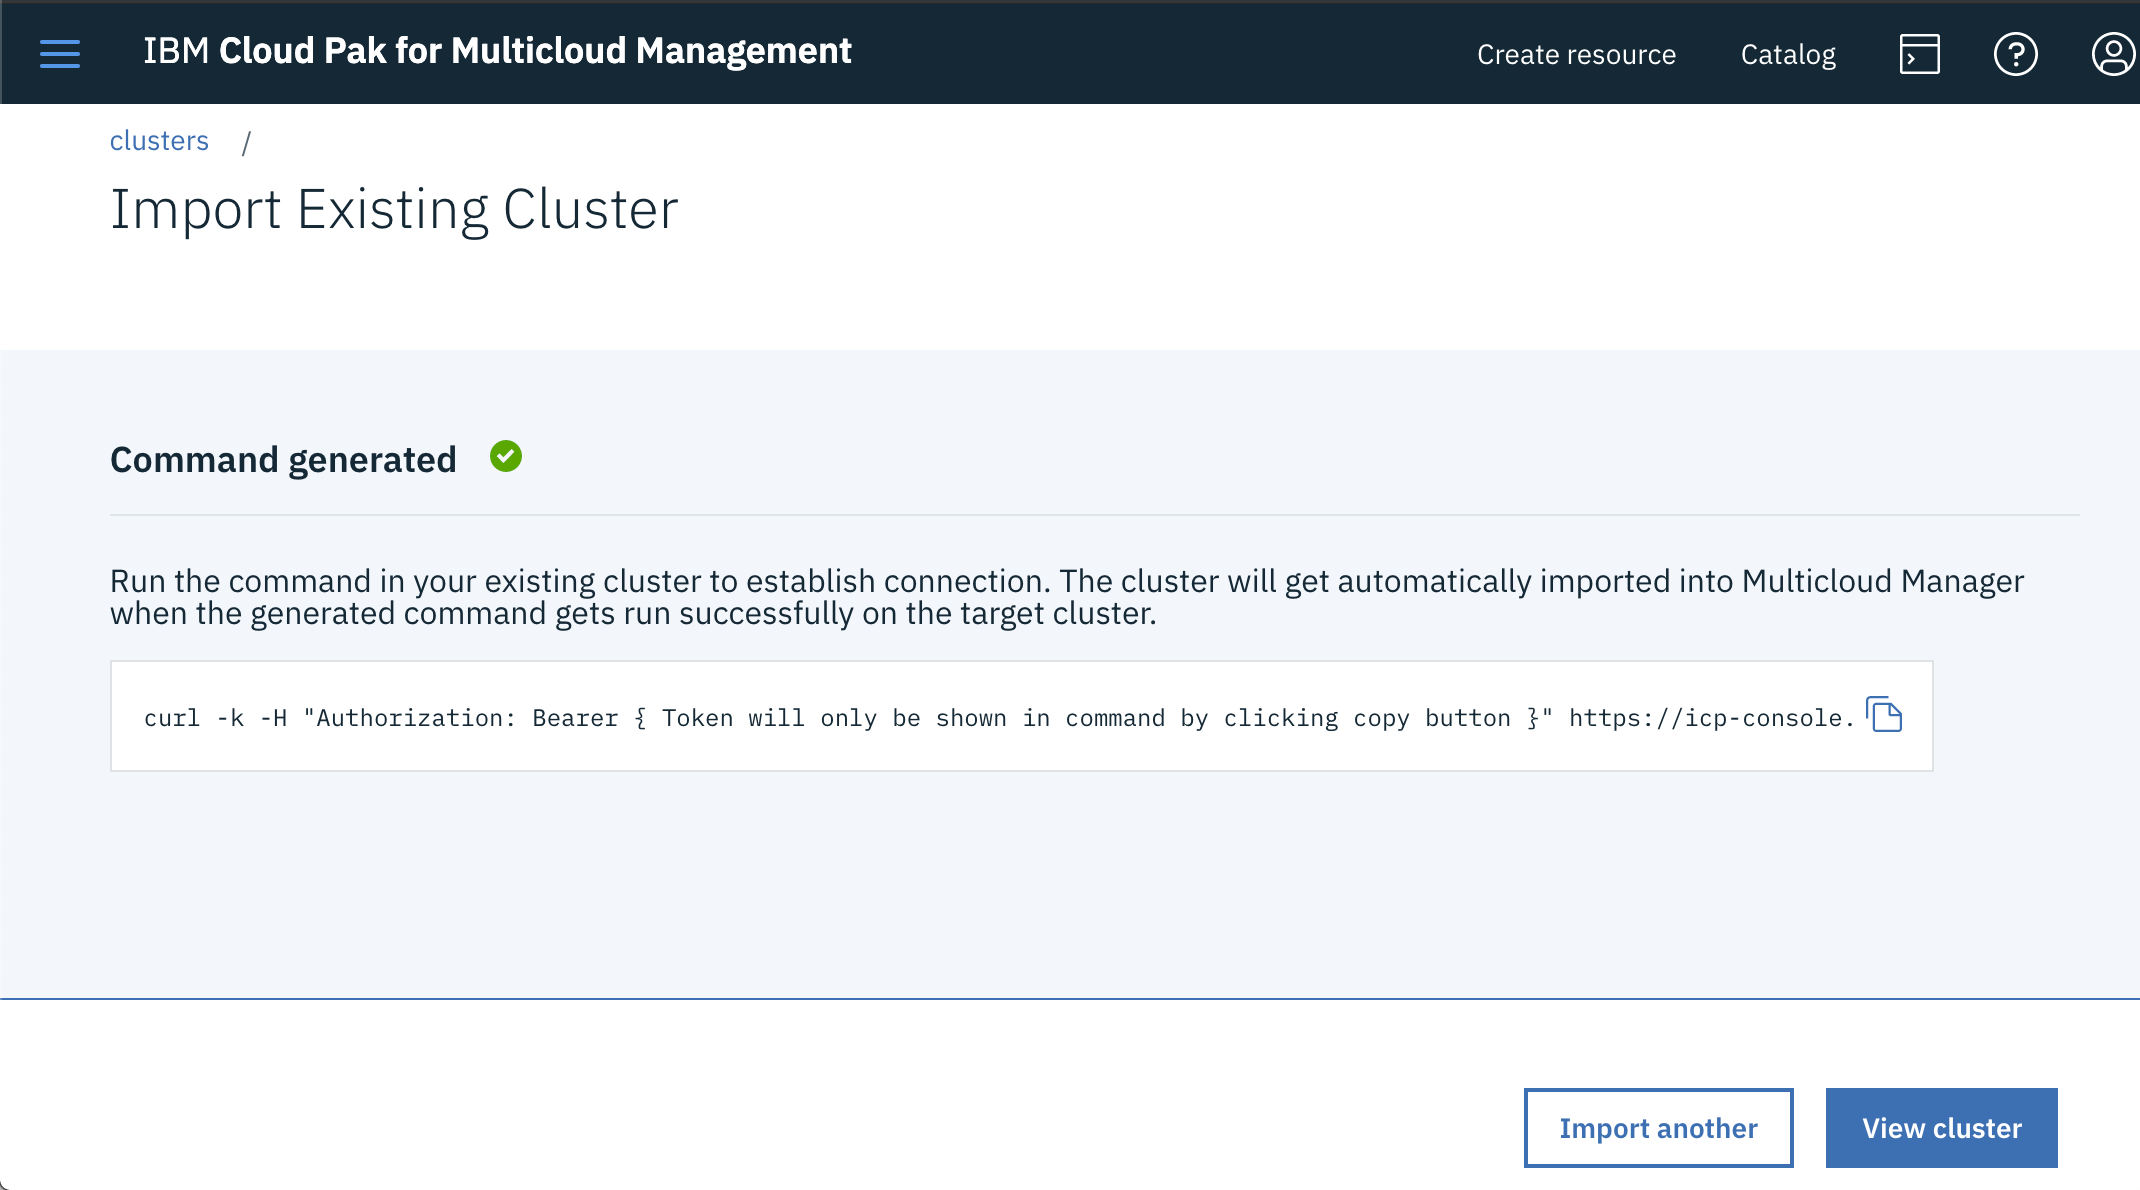 IBM Cloud Pak for Multicloud Management
Create resource
Catalog
clusters /
Import Existing Cluster
Command generated
Run the command in your existing cluster to establish connection. The cluster will get automatically imported into Multicloud Manager
when the generated command gets run successfully on the target cluster.
curl -k -H "Authorization: Bearer { Token will only be shown in command by clicking copy button }" https://icp-console.
Import another
View cluster